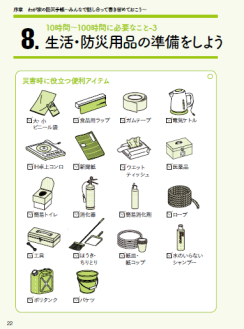 序章 わが家の防災手帳～みんなで話し合って書き留めておこう～
10時間～100時間に必要なこと-3
8. 生活・防災用品の準備をしよう
災害時に役立つ便利アイテム
大・小
ビニール袋
食品用ラップ
ガムテープ
電気ケトル
卓上コンロ
新聞紙
ウエット
ティッシュ
医薬品
簡易トイレ
消火器
簡易消火剤
ロープ
工具
ほうき・
ちりとり
紙皿・
紙コップ
水のいらない
シャンプー
ポリタンク
バケツ
22